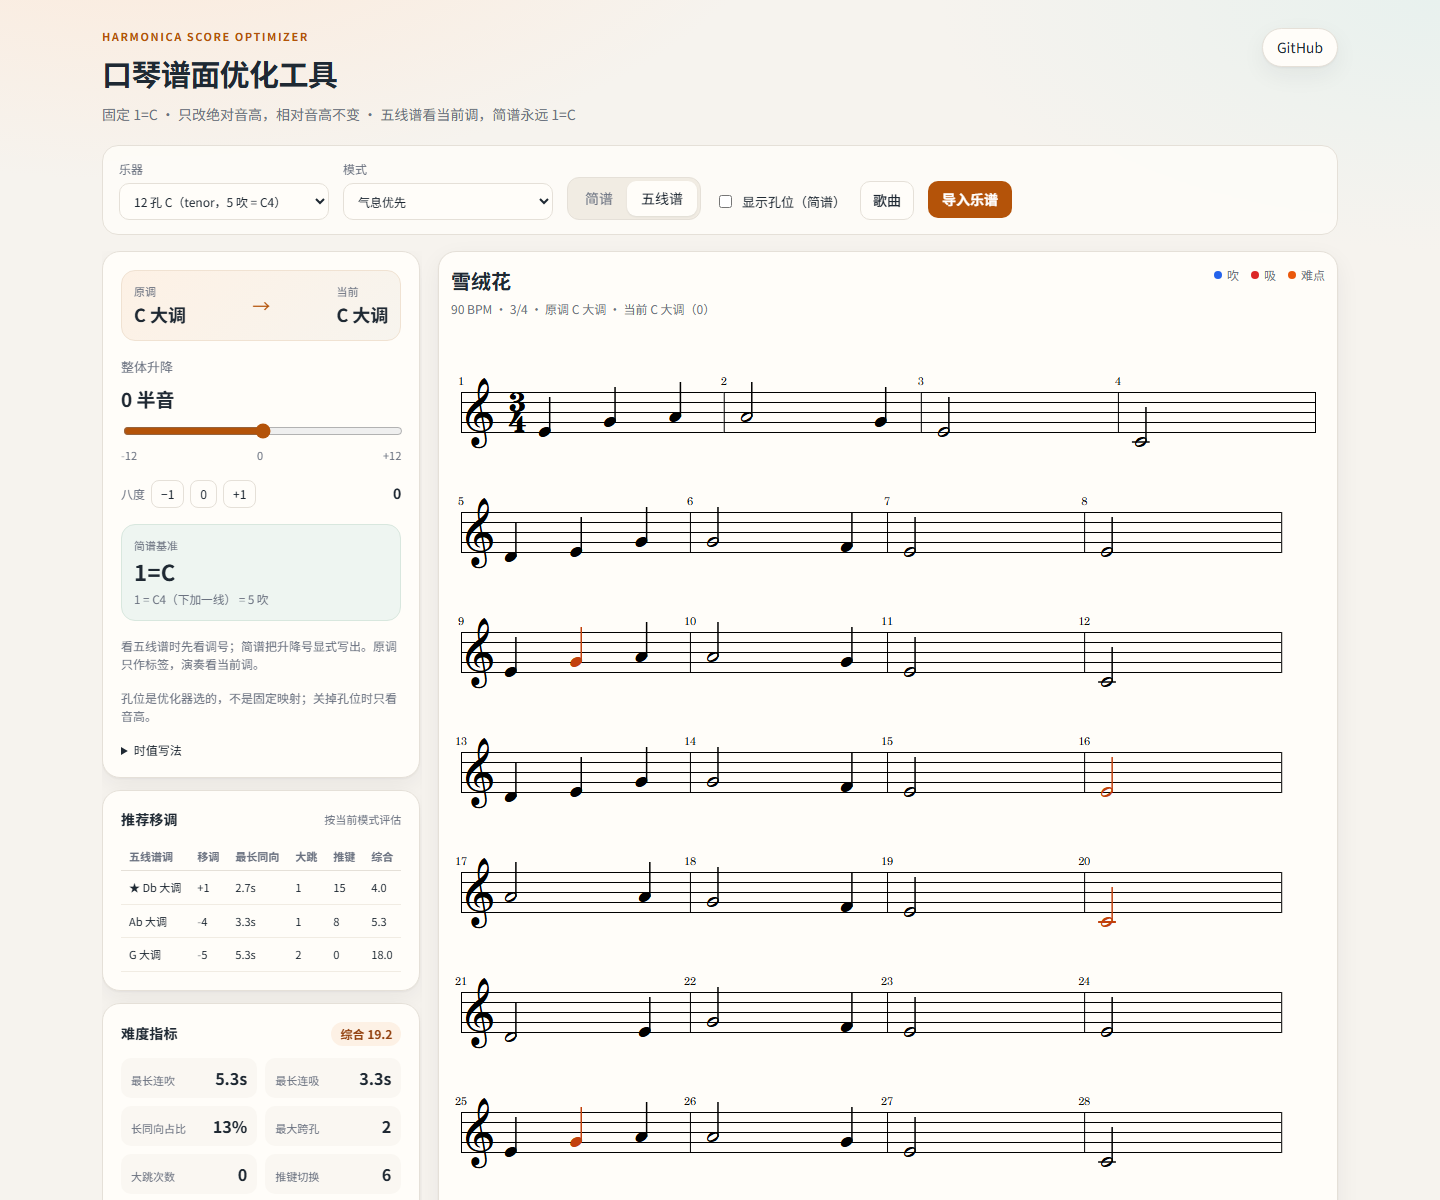 HARMONICA SCORE OPTIMIZER
口琴谱面优化工具
固定 1=C · 只改绝对音高，相对音高不变 · 五线谱看当前调，简谱永远 1=C
GitHub
乐器
模式
12 孔 C（tenor，5 吹 = C4）
气息优先
简谱
五线谱
显示孔位（简谱）
歌曲
导入乐谱
原调
C 大调
→
当前
C 大调
整体升降
0 半音
-12
0
+12
八度
−1
0
+1
0
简谱基准
1=C
1 = C4（下加一线） = 5 吹
看五线谱时先看调号；简谱把升降号显式写出。原调
只作标签，演奏看当前调。
孔位是优化器选的，不是固定映射；关掉孔位时只看
音高。
时值写法
推荐移调
按当前模式评估
五线谱调 移调 最长同向 大跳 推键 综合
★ Db 大调 +1 2.7s 1 15 4.0
Ab 大调 -4 3.3s 1 8 5.3
G 大调 -5 5.3s 2 0 18.0
难度指标
综合 19.2
最长连吹 5.3s
最长连吸 3.3s
长同向占比 13%
最大跨孔 2
大跳次数 0
推键切换 6
雪绒花
吹
吸
难点
90 BPM · 3/4 · 原调 C 大调 · 当前 C 大调（0）
1 2 3 4
3
4
5 6 7 8
9 10 11 12
13 14 15 16
17 18 19 20
21 22 23 24
25 26 27 28